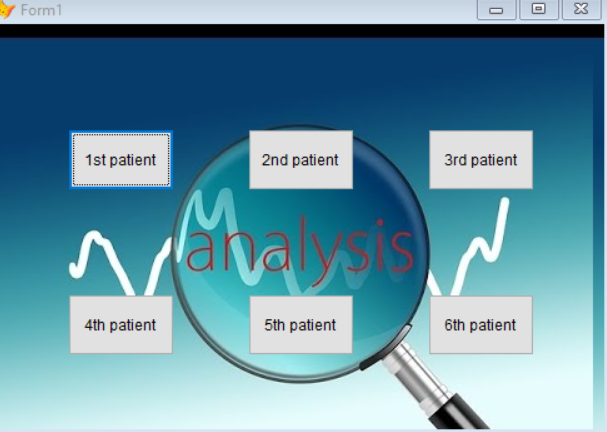 Form1
1st patient
2nd patient
3rd patient
analysis
4th patient
5th patient
6th patient